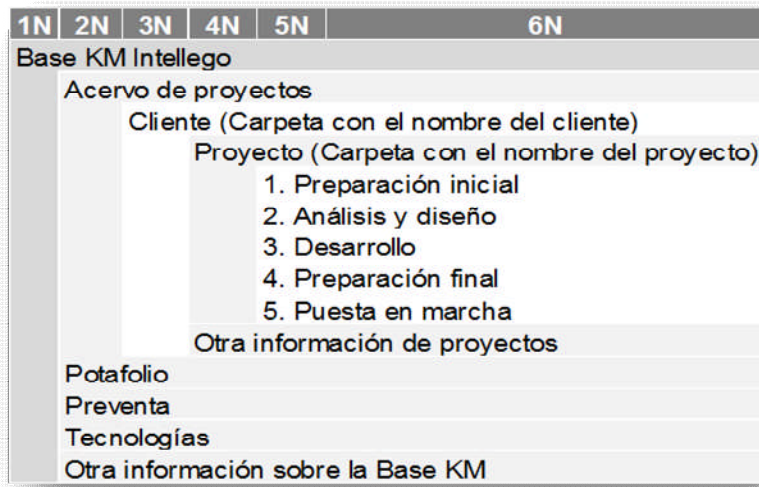 1N 2N 3N 4N 5N 6N
Base KM Intellego
Acervo de proyectos
Cliente (Carpeta con el nombre del cliente)
Proyecto (Carpeta con el nombre del proyecto)
1. Preparación inicial
2. Análisis y diseño
3. Desarrollo
4. Preparación final
5. Puesta en marcha
Otra información de proyectos
Potafolio
Preventa
Tecnologías
Otra información sobre la Base KM